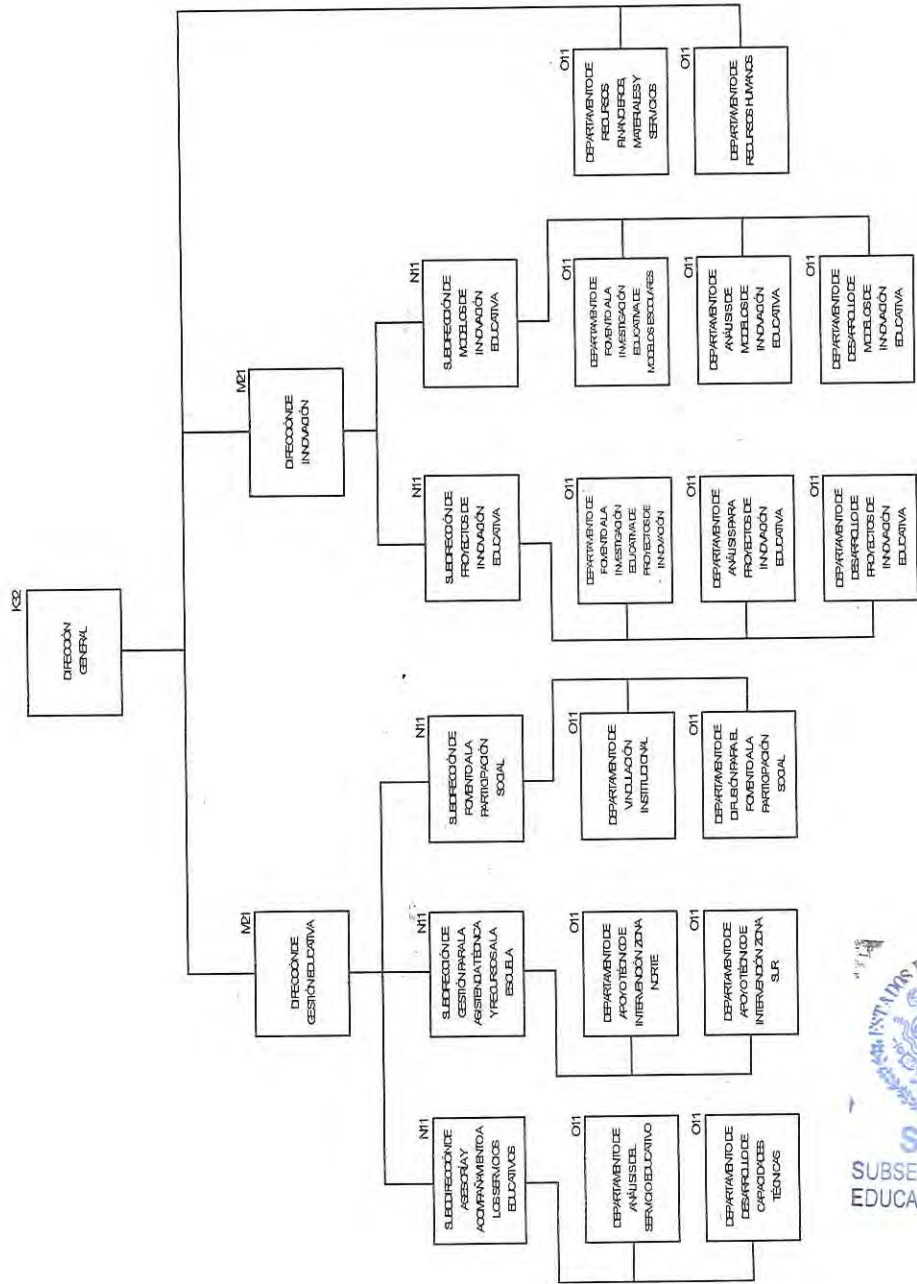 K32
DIRECCIÓN
GENERAL
M21
DIRECCIÓN DE
GESTIÓN EDUCATIVA
M21
DIRECCIÓN DE
INNOVACIÓN
N11
SUBDIRECCIÓN DE
ASESORÍA Y
ACOMPAÑAMIENTO A
LOS SERVICIOS
EDUCATIVOS
N11
SUBDIRECCIÓN DE
GESTIÓN PARA LA
ASISTENCIA TÉCNICA
Y RECURSOS A LA
ESCUELA
N11
SUBDIRECCIÓN DE
FOMENTO A LA
PARTICIPACIÓN
SOCIAL
N11
SUBDIRECCIÓN DE
PROYECTOS DE
INNOVACIÓN
EDUCATIVA
N11
SUBDIRECCIÓN DE
MODELOS DE
INNOVACIÓN
EDUCATIVA
O11
DEPARTAMENTO DE
ANÁLISIS DEL
SERVICIO EDUCATIVO
O11
DEPARTAMENTO DE
APOYO TÉCNICO E
INTERVENCIÓN ZONA
NORTE
O11
DEPARTAMENTO DE
VINCULACIÓN
INSTITUCIONAL
O11
DEPARTAMENTO DE
FOMENTO A LA
INVESTIGACIÓN
EDUCATIVA DE
PROYECTOS DE
INNOVACIÓN
O11
DEPARTAMENTO DE
FOMENTO A LA
INVESTIGACIÓN
EDUCATIVA DE
MODELOS ESCOLARES
O11
DEPARTAMENTO DE
RECURSOS
FINANCIEROS,
MATERIALES Y
SERVICIOS
O11
DEPARTAMENTO DE
DESARROLLO DE
CAPACIDADES
TÉCNICAS
O11
DEPARTAMENTO DE
APOYO TÉCNICO E
INTERVENCIÓN ZONA
SUR
O11
DEPARTAMENTO DE
DIFUSIÓN PARA EL
FOMENTO A LA
PARTICIPACIÓN
SOCIAL
O11
DEPARTAMENTO DE
ANÁLISIS PARA
PROYECTOS DE
INNOVACIÓN
EDUCATIVA
O11
DEPARTAMENTO DE
ANÁLISIS DE
MODELOS DE
INNOVACIÓN
EDUCATIVA
O11
DEPARTAMENTO DE
RECURSOS HUMANOS
O11
DEPARTAMENTO DE
DESARROLLO DE
PROYECTOS DE
INNOVACIÓN
EDUCATIVA
O11
DEPARTAMENTO DE
DESARROLLO DE
MODELOS DE
INNOVACIÓN
EDUCATIVA
ESTADOS
S
SUBSE
EDUCA